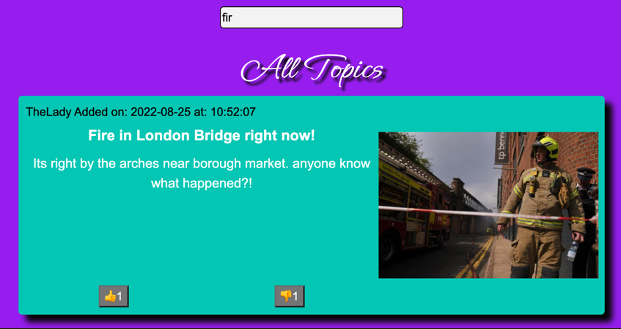 fir
All Topics
TheLady Added on: 2022-08-25 at: 10:52:07
Fire in London Bridge right now!
Its right by the arches near borough market. anyone know
what happened?!
👍1
👎1